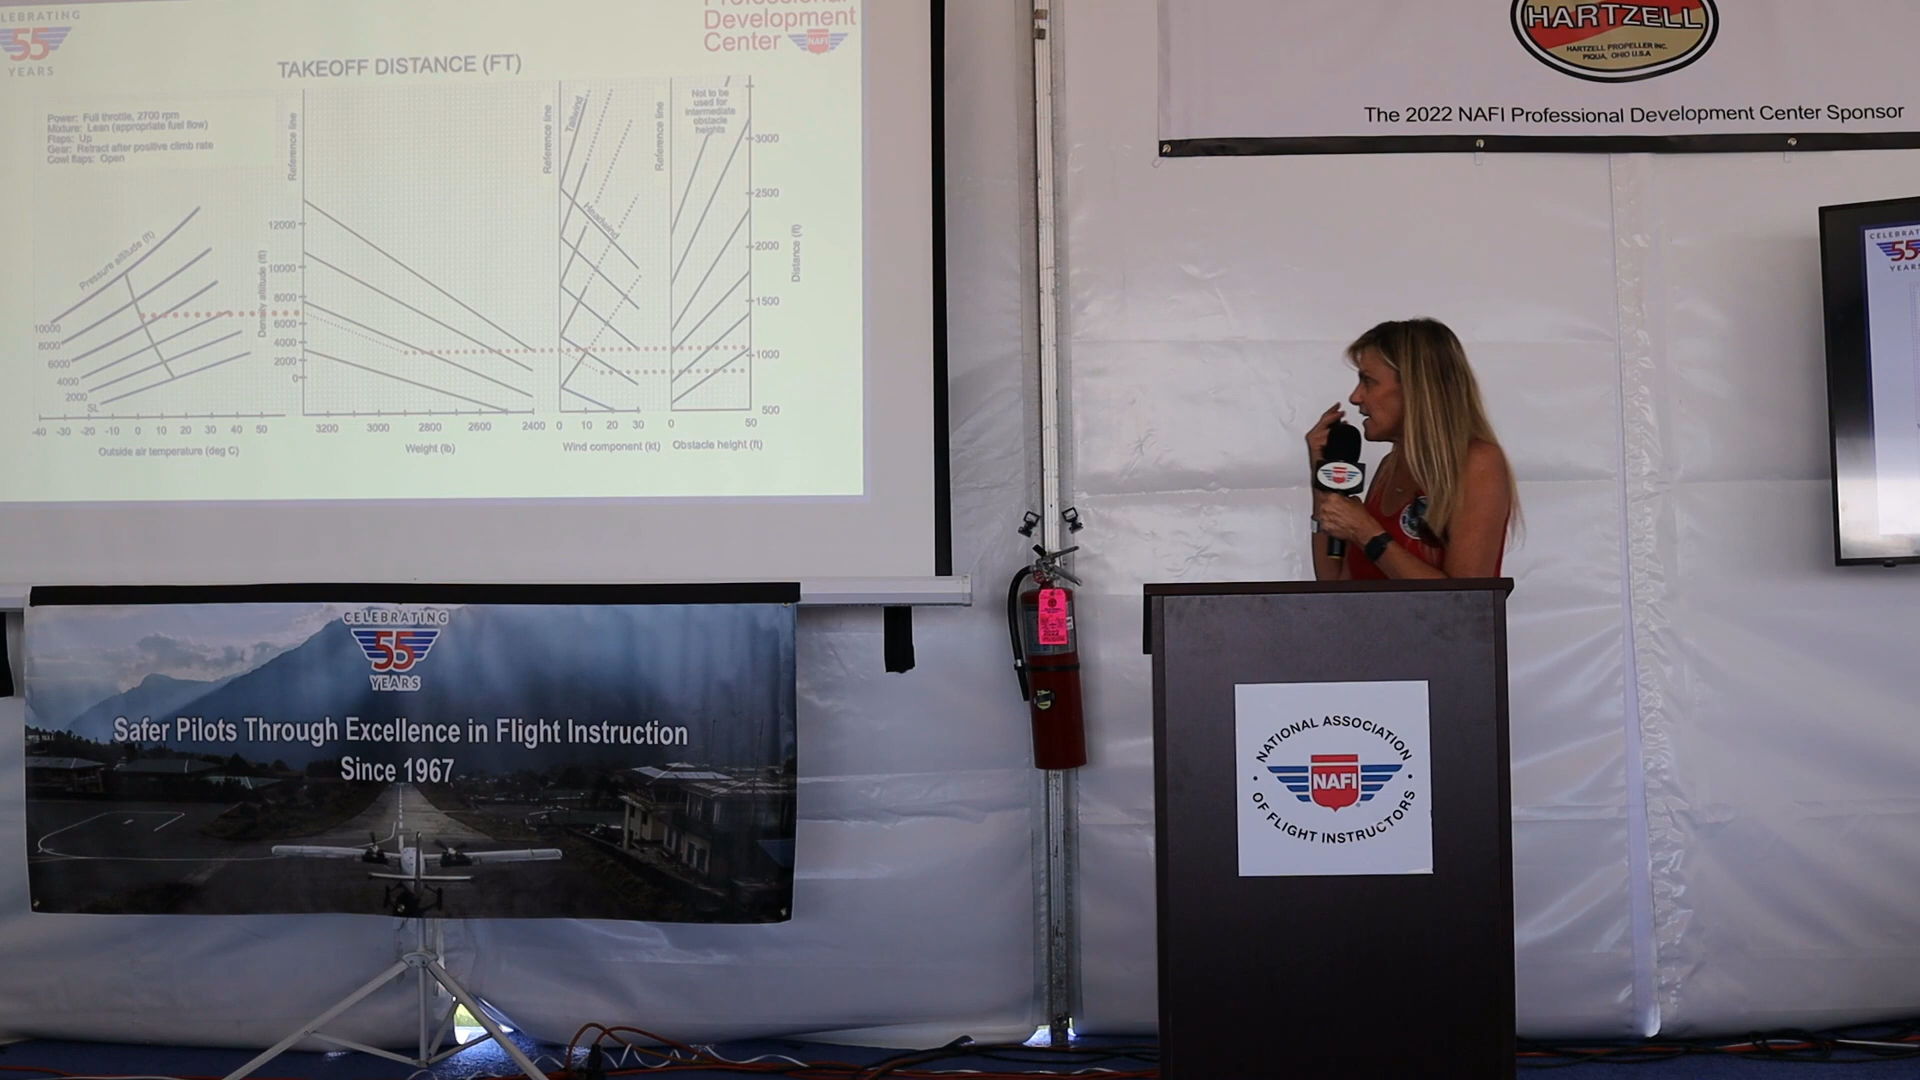 CELEBRATING
55
YEARS
Professional
Development
Center
NAFI
TAKEOFF DISTANCE (FT)
Power: Full throttle, 2700 rpm
Mixture: Lean (appropriate fuel flow)
Flaps: Up
Gear: Retract after positive climb rate
Cowl flaps: Open
Reference line
Reference line
Tailwind
Headwind
Reference line
Not to be
used for
intermediate
obstacle
heights
Pressure altitude (ft)
10000
8000
6000
4000
2000
SL
Density altitude (ft)
12000
10000
8000
6000
4000
2000
0
3000
2500
2000
1500
1000
500
Distance (ft)
-40 -30 -20 -10 0 10 20 30 40 50
3200 3000 2800 2600 2400
0 10 20 30
0 50
Outside air temperature (deg C)
Weight (lb)
Wind component (kt)
Obstacle height (ft)
HARTZELL
HARTZELL PROPELLER INC.
PIQUA, OHIO U.S.A
The 2022 NAFI Professional Development Center Sponsor
CELEBRAT
55
YEAR
CELEBRATING
55
YEARS
Safer Pilots Through Excellence in Flight Instruction
Since 1967
2022
NATIONAL ASSOCIATION
NAFI
OF FLIGHT INSTRUCTORS